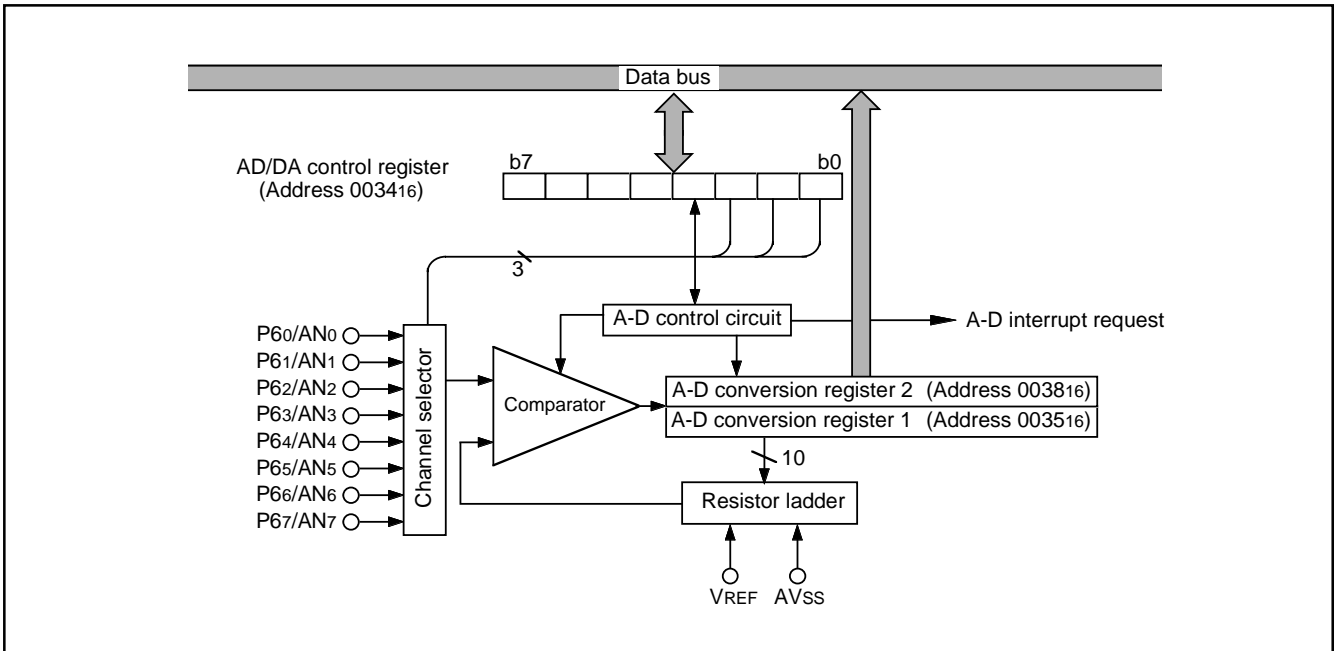 Data bus
AD/DA control register
(Address 003416)
b7
b0
3
P60/AN0
P61/AN1
P62/AN2
P63/AN3
P64/AN4
P65/AN5
P66/AN6
P67/AN7
Channel selector
A-D control circuit
A-D interrupt request
Comparator
A-D conversion register 2 (Address 003816)
A-D conversion register 1 (Address 003516)
10
Resistor ladder
VREF AVSS